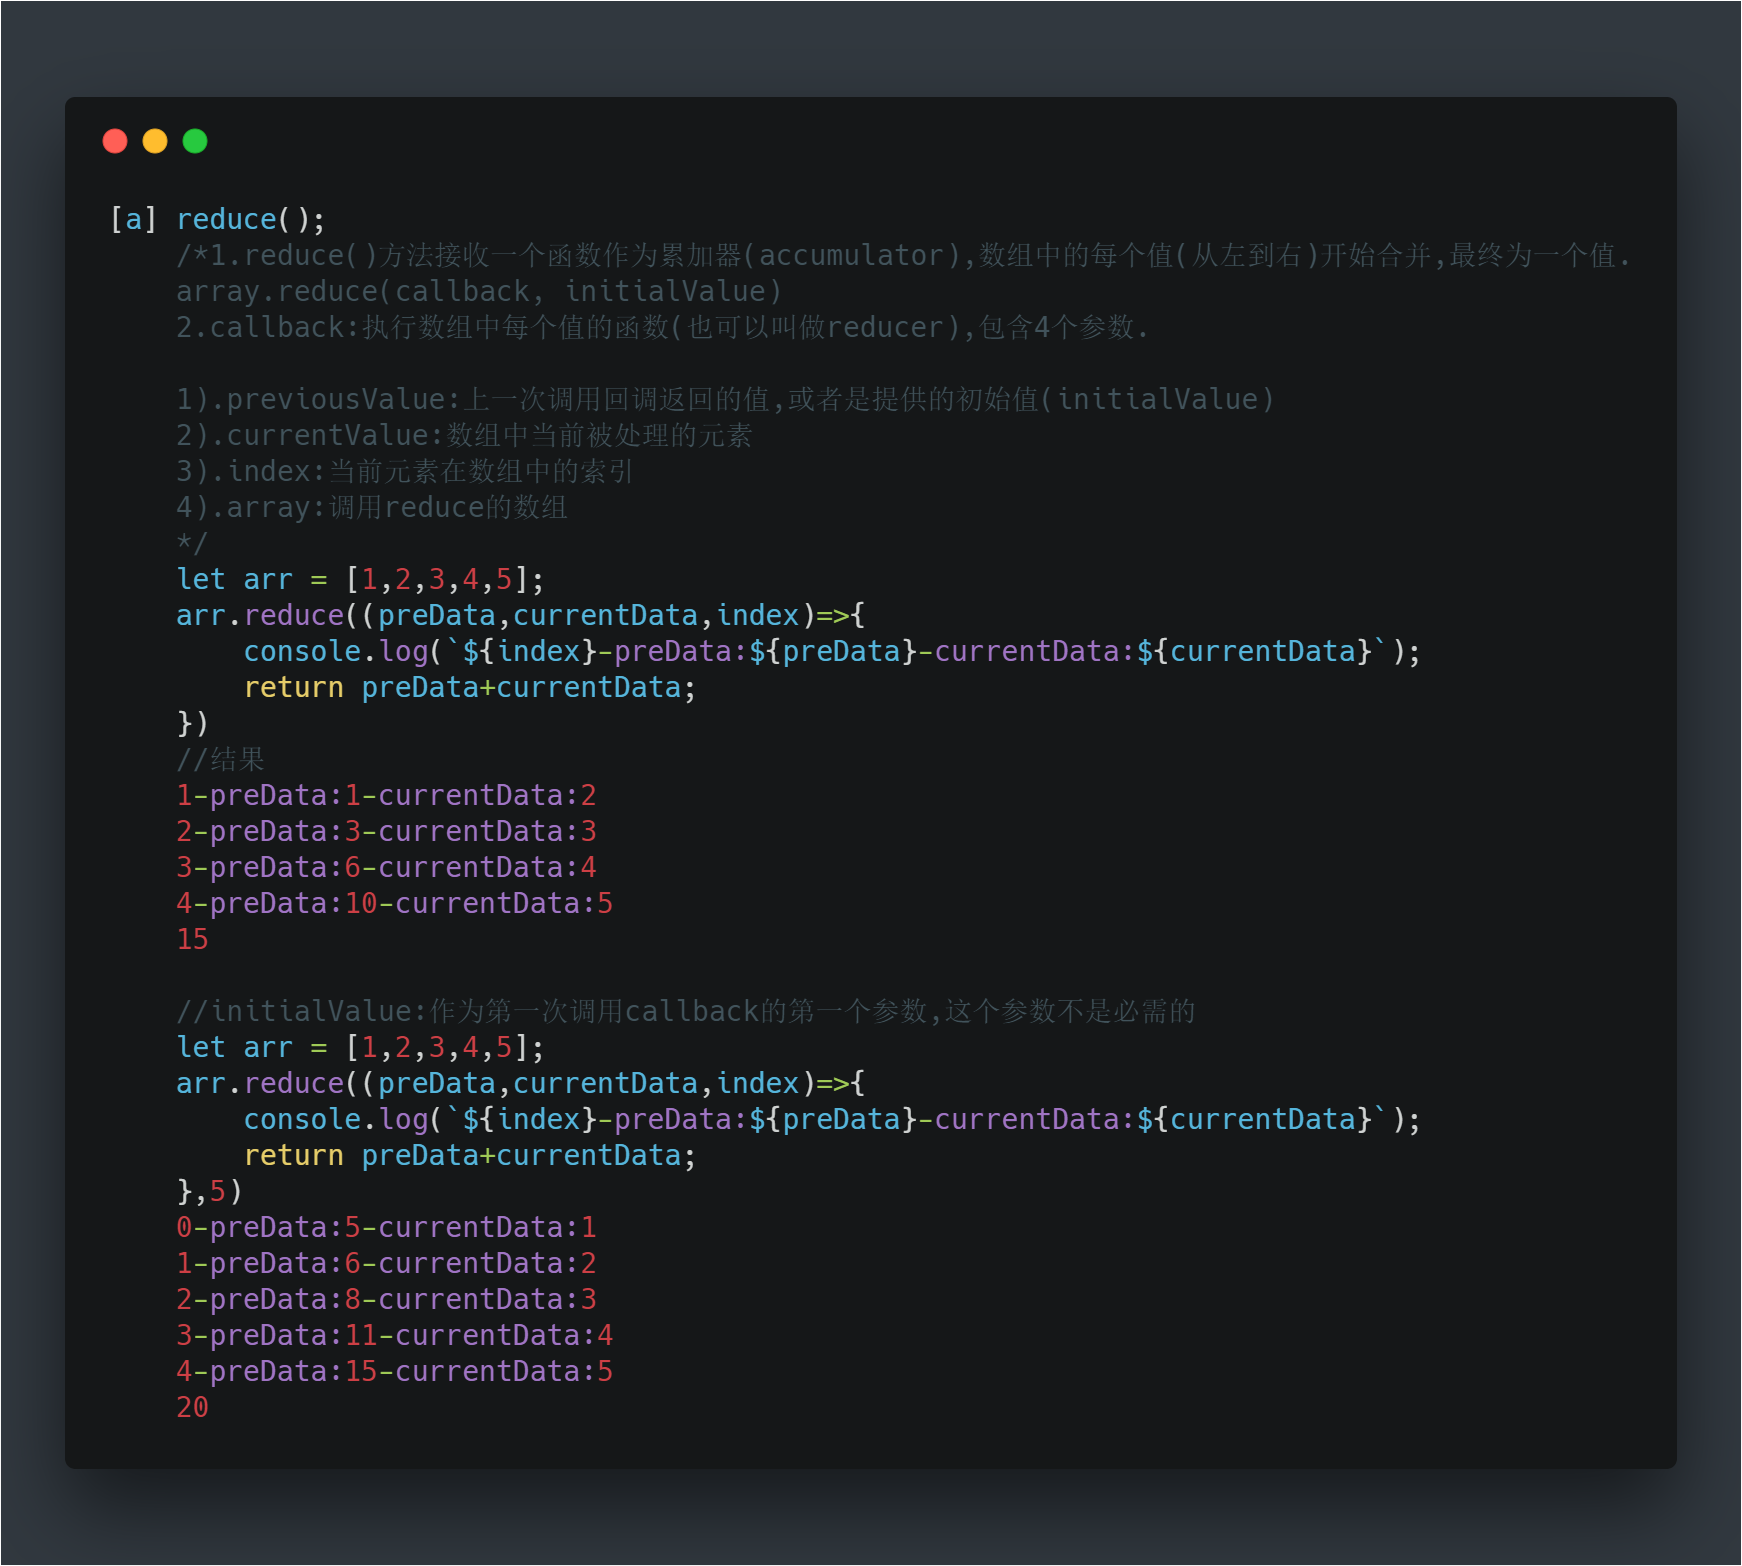 [a] reduce();
/*1.reduce()方法接收一个函数作为累加器(accumulator),数组中的每个值(从左到右)开始合并,最终为一个值.
array.reduce(callback, initialValue)
2.callback:执行数组中每个值的函数(也可以叫做reducer),包含4个参数.
1).previousValue:上一次调用回调返回的值,或者是提供的初始值(initialValue)
2).currentValue:数组中当前被处理的元素
3).index:当前元素在数组中的索引
4).array:调用reduce的数组
*/
let arr = [1,2,3,4,5];
arr.reduce((preData,currentData,index)=>{
console.log(`${index}-preData:${preData}-currentData:${currentData}`);
return preData+currentData;
})
//结果
1-preData:1-currentData:2
2-preData:3-currentData:3
3-preData:6-currentData:4
4-preData:10-currentData:5
15
//initialValue:作为第一次调用callback的第一个参数,这个参数不是必需的
let arr = [1,2,3,4,5];
arr.reduce((preData,currentData,index)=>{
console.log(`${index}-preData:${preData}-currentData:${currentData}`);
return preData+currentData;
},5)
0-preData:5-currentData:1
1-preData:6-currentData:2
2-preData:8-currentData:3
3-preData:11-currentData:4
4-preData:15-currentData:5
20